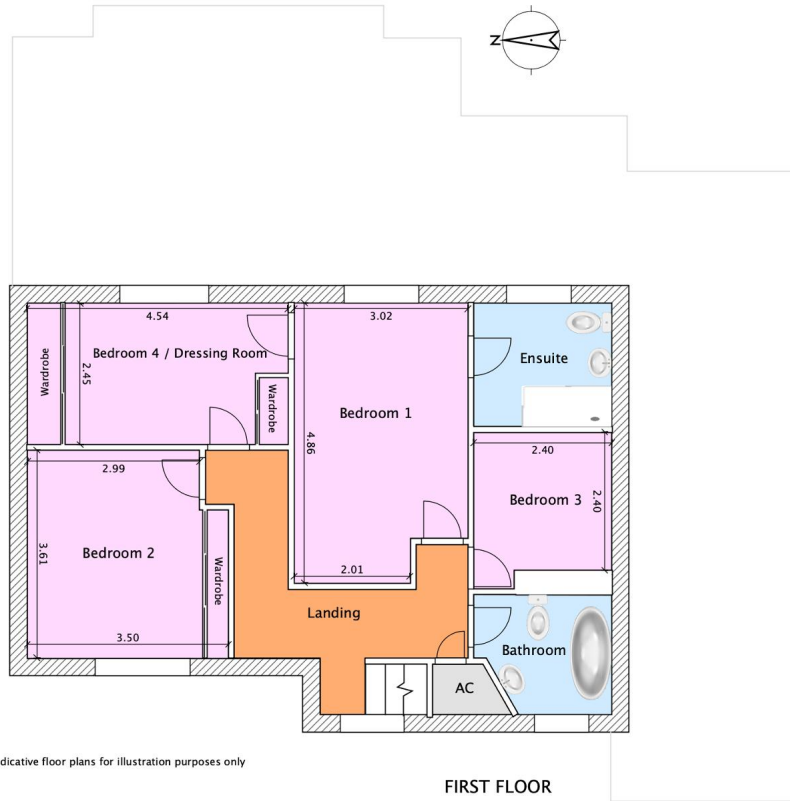 N
4.54
3.02
Bedroom 4 / Dressing Room
Wardrobe
2.45
Wardrobe
Ensuite
Bedroom 1
4.86
2.40
2.99
Bedroom 3
2.40
Bedroom 2
3.61
Wardrobe
2.01
Landing
3.50
Bathroom
AC
dicative floor plans for illustration purposes only
FIRST FLOOR